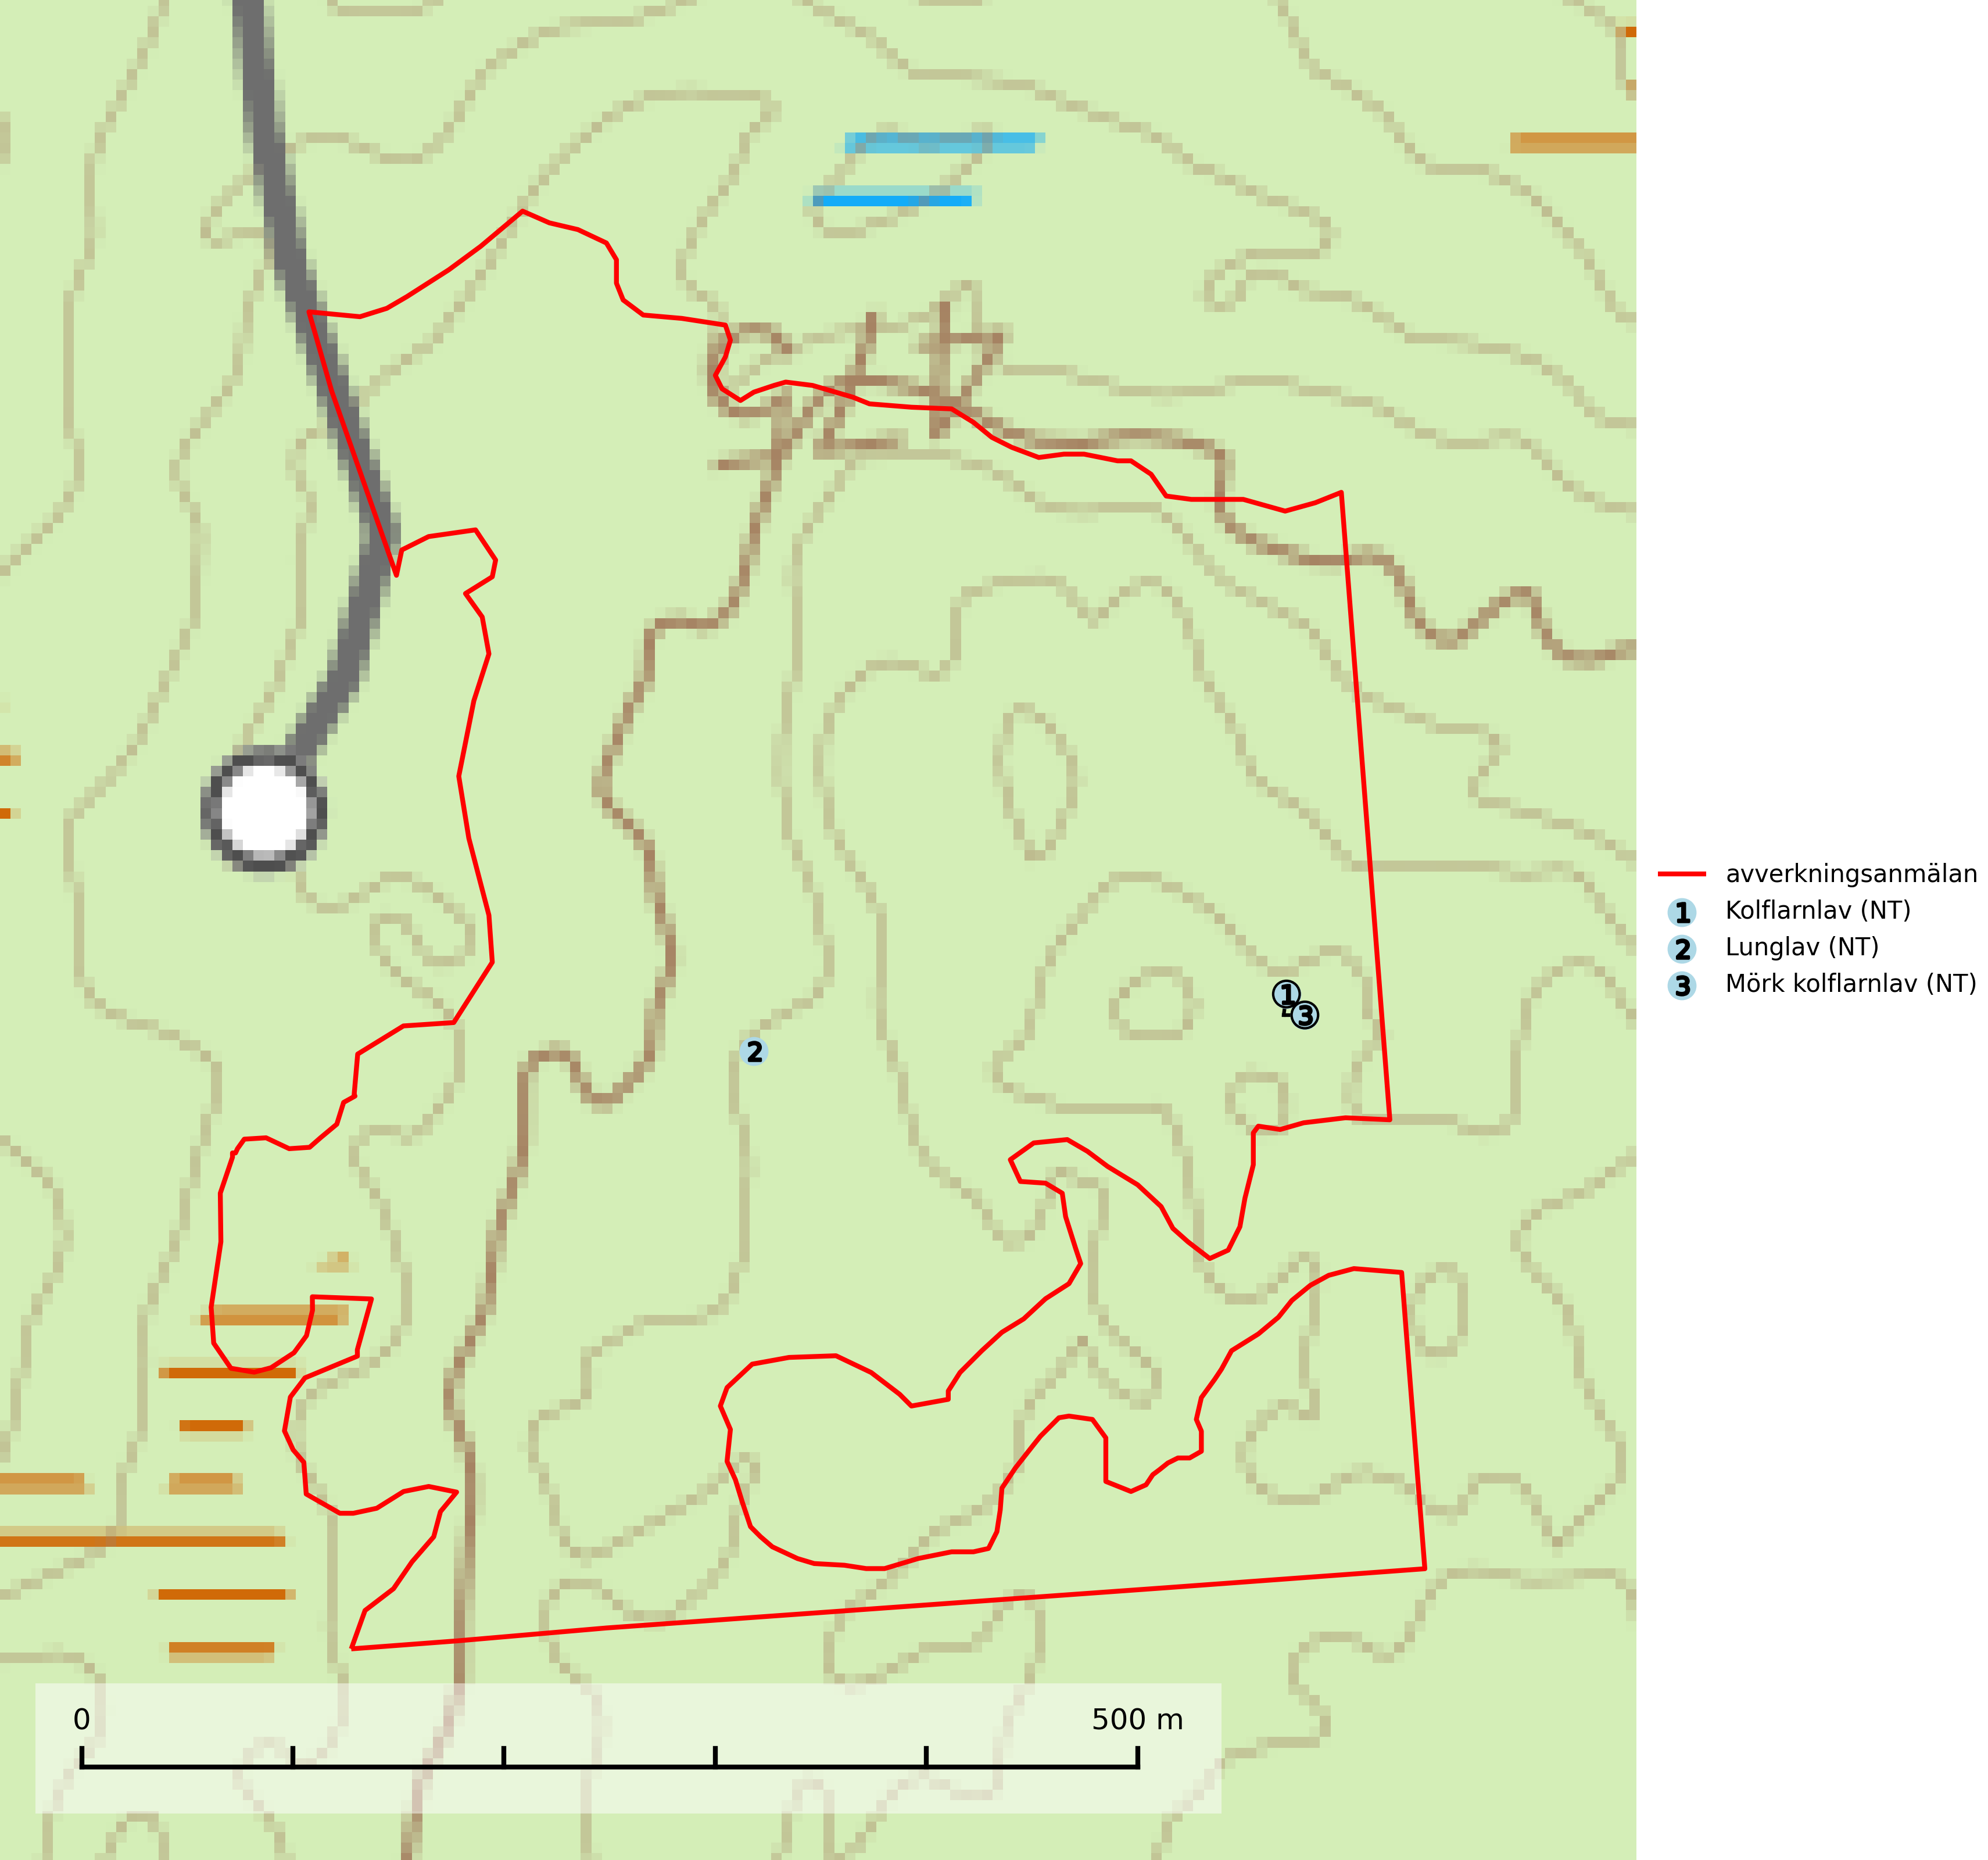 1
3
2
avverkningsanmälan
1 Kolflarnlav (NT)
2 Lunglav (NT)
3 Mörk kolflarnlav (NT)
0 500 m